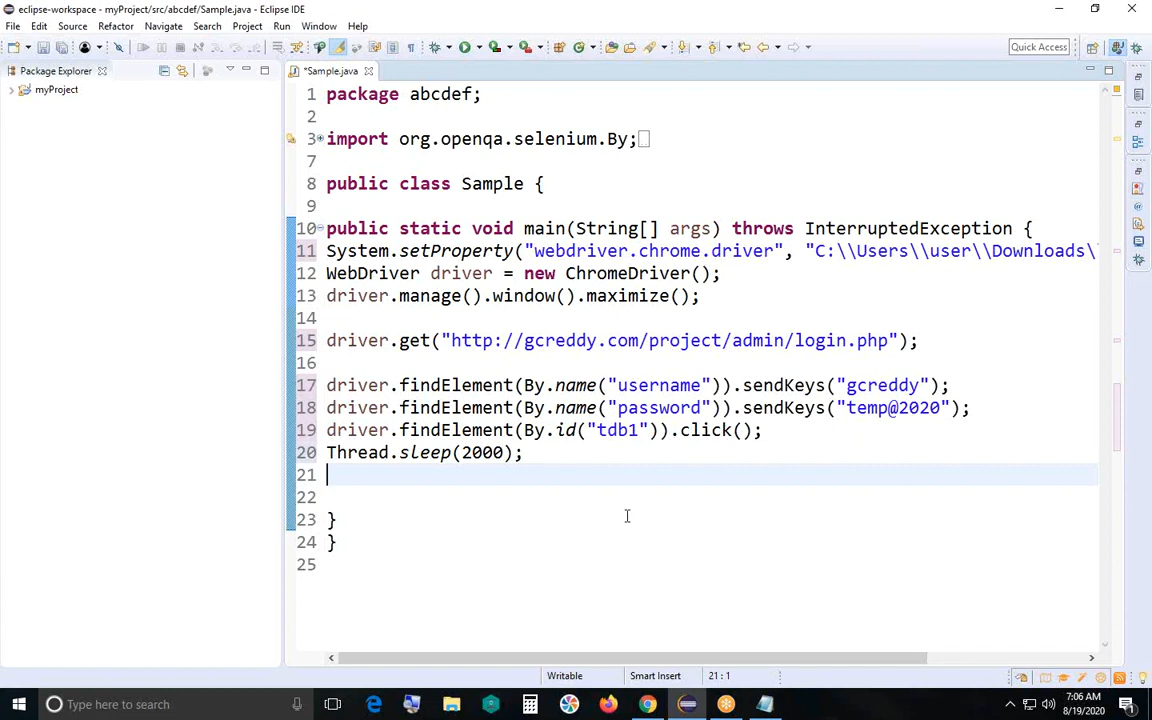 eclipse-workspace - myProject/src/abcdef/Sample.java - Eclipse IDE
File Edit Source Refactor Navigate Search Project Run Window Help
Quick Access
Package Explorer
*Sample.java
myProject
1 package abcdef;
2
3 import org.openqa.selenium.By;
7
8 public class Sample {
9
10 public static void main(String[] args) throws InterruptedException {
11 System.setProperty("webdriver.chrome.driver", "C:\\Users\\user\\Downloads\
12 WebDriver driver = new ChromeDriver();
13 driver.manage().window().maximize();
14
15 driver.get("http://gcreddy.com/project/admin/login.php");
16
17 driver.findElement(By.name("username")).sendKeys("gcreddy");
18 driver.findElement(By.name("password")).sendKeys("temp@2020");
19 driver.findElement(By.id("tdb1")).click();
20 Thread.sleep(2000);
21
22
23 }
24 }
25
Writable Smart Insert 21 : 1
Type here to search
7:06 AM
8/19/2020
1